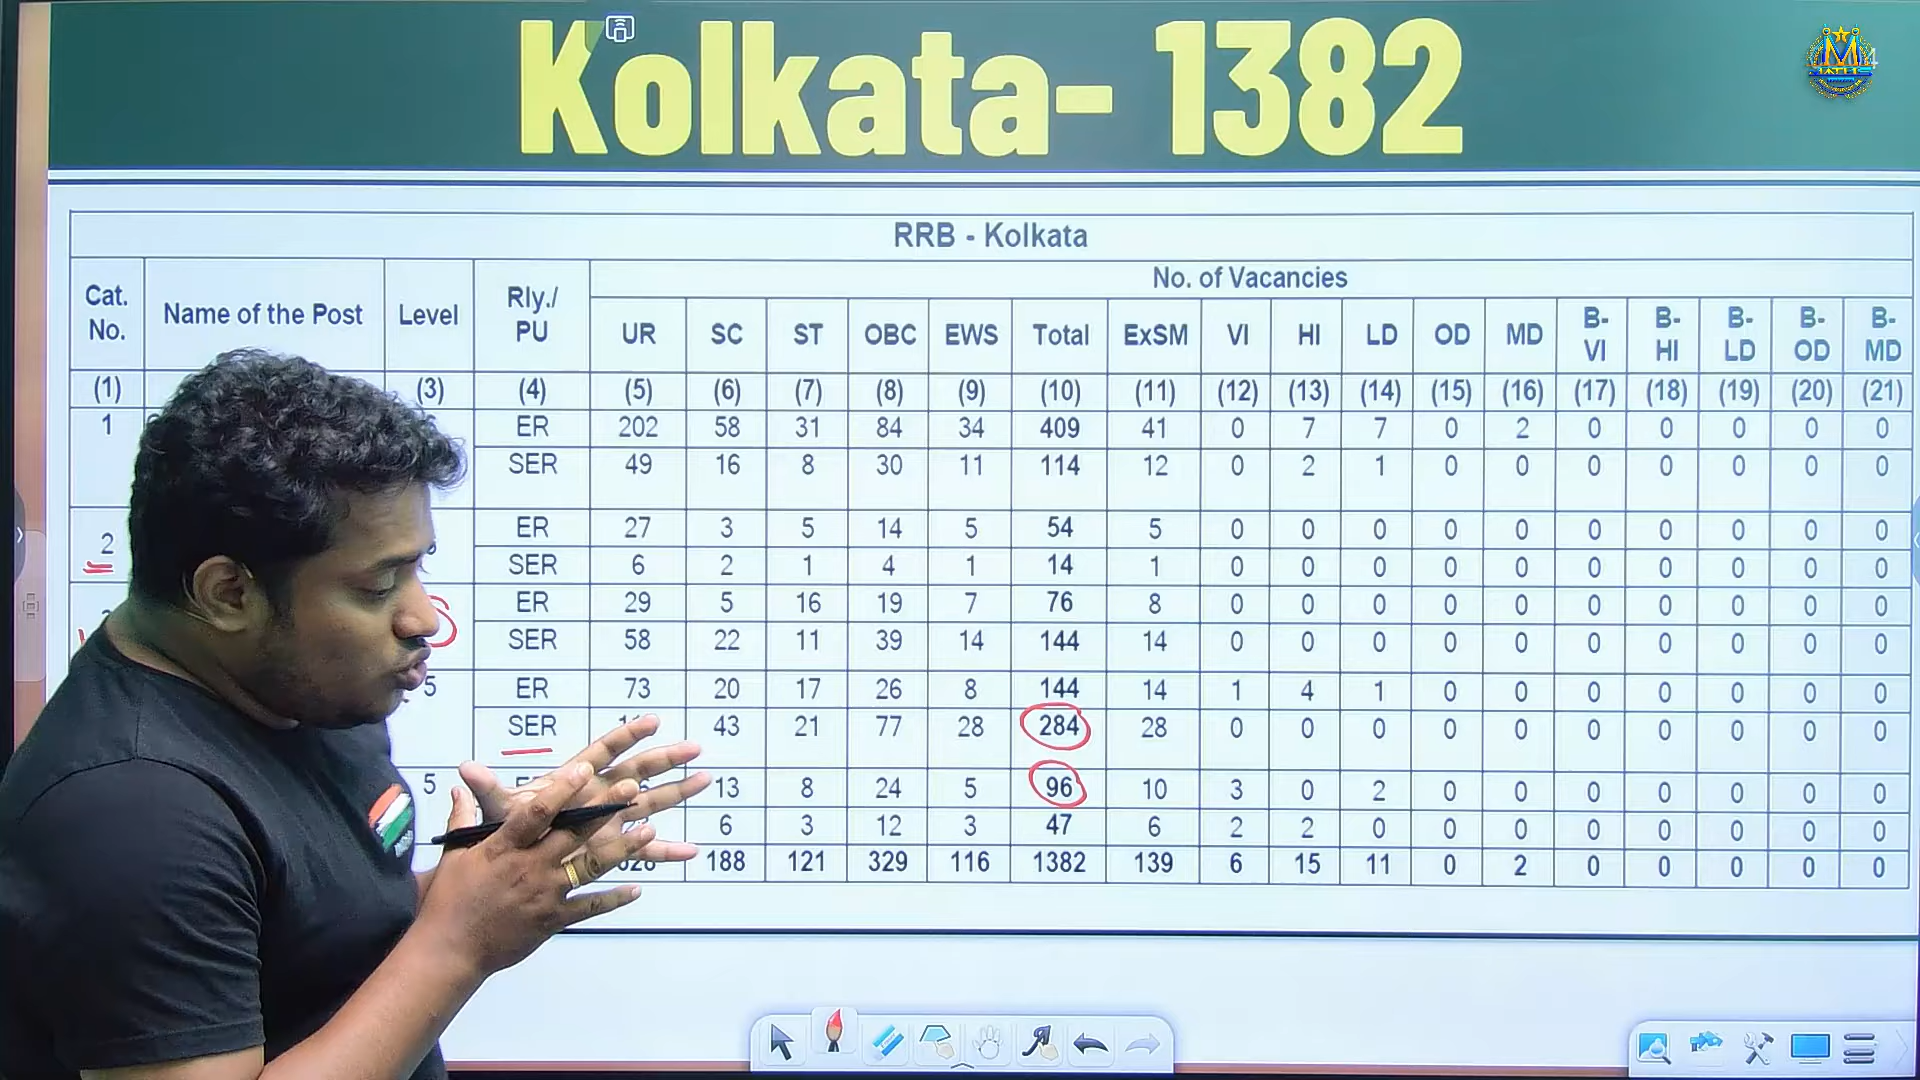 Kolkata- 1382
RRB - Kolkata
Cat. No. Name of the Post Level Rly./ PU No. of Vacancies
UR SC ST OBC EWS Total ExSM VI HI LD OD MD B-VI B-HI B-LD B-OD B-MD
(1) (3) (4) (5) (6) (7) (8) (9) (10) (11) (12) (13) (14) (15) (16) (17) (18) (19) (20) (21)
1 ER 202 58 31 84 34 409 41 0 7 7 0 2 0 0 0 0 0
SER 49 16 8 30 11 114 12 0 2 1 0 0 0 0 0 0 0
2 ER 27 3 5 14 5 54 5 0 0 0 0 0 0 0 0 0 0
SER 6 2 1 4 1 14 1 0 0 0 0 0 0 0 0 0 0
ER 29 5 16 19 7 76 8 0 0 0 0 0 0 0 0 0 0
SER 58 22 11 39 14 144 14 0 0 0 0 0 0 0 0 0 0
5 ER 73 20 17 26 8 144 14 1 4 1 0 0 0 0 0 0 0
SER 43 21 77 28 284 28 0 0 0 0 0 0 0 0 0 0
5 13 8 24 5 96 10 3 0 2 0 0 0 0 0 0 0
6 3 12 3 47 6 2 2 0 0 0 0 0 0 0 0
188 121 329 116 1382 139 6 15 11 0 2 0 0 0 0 0